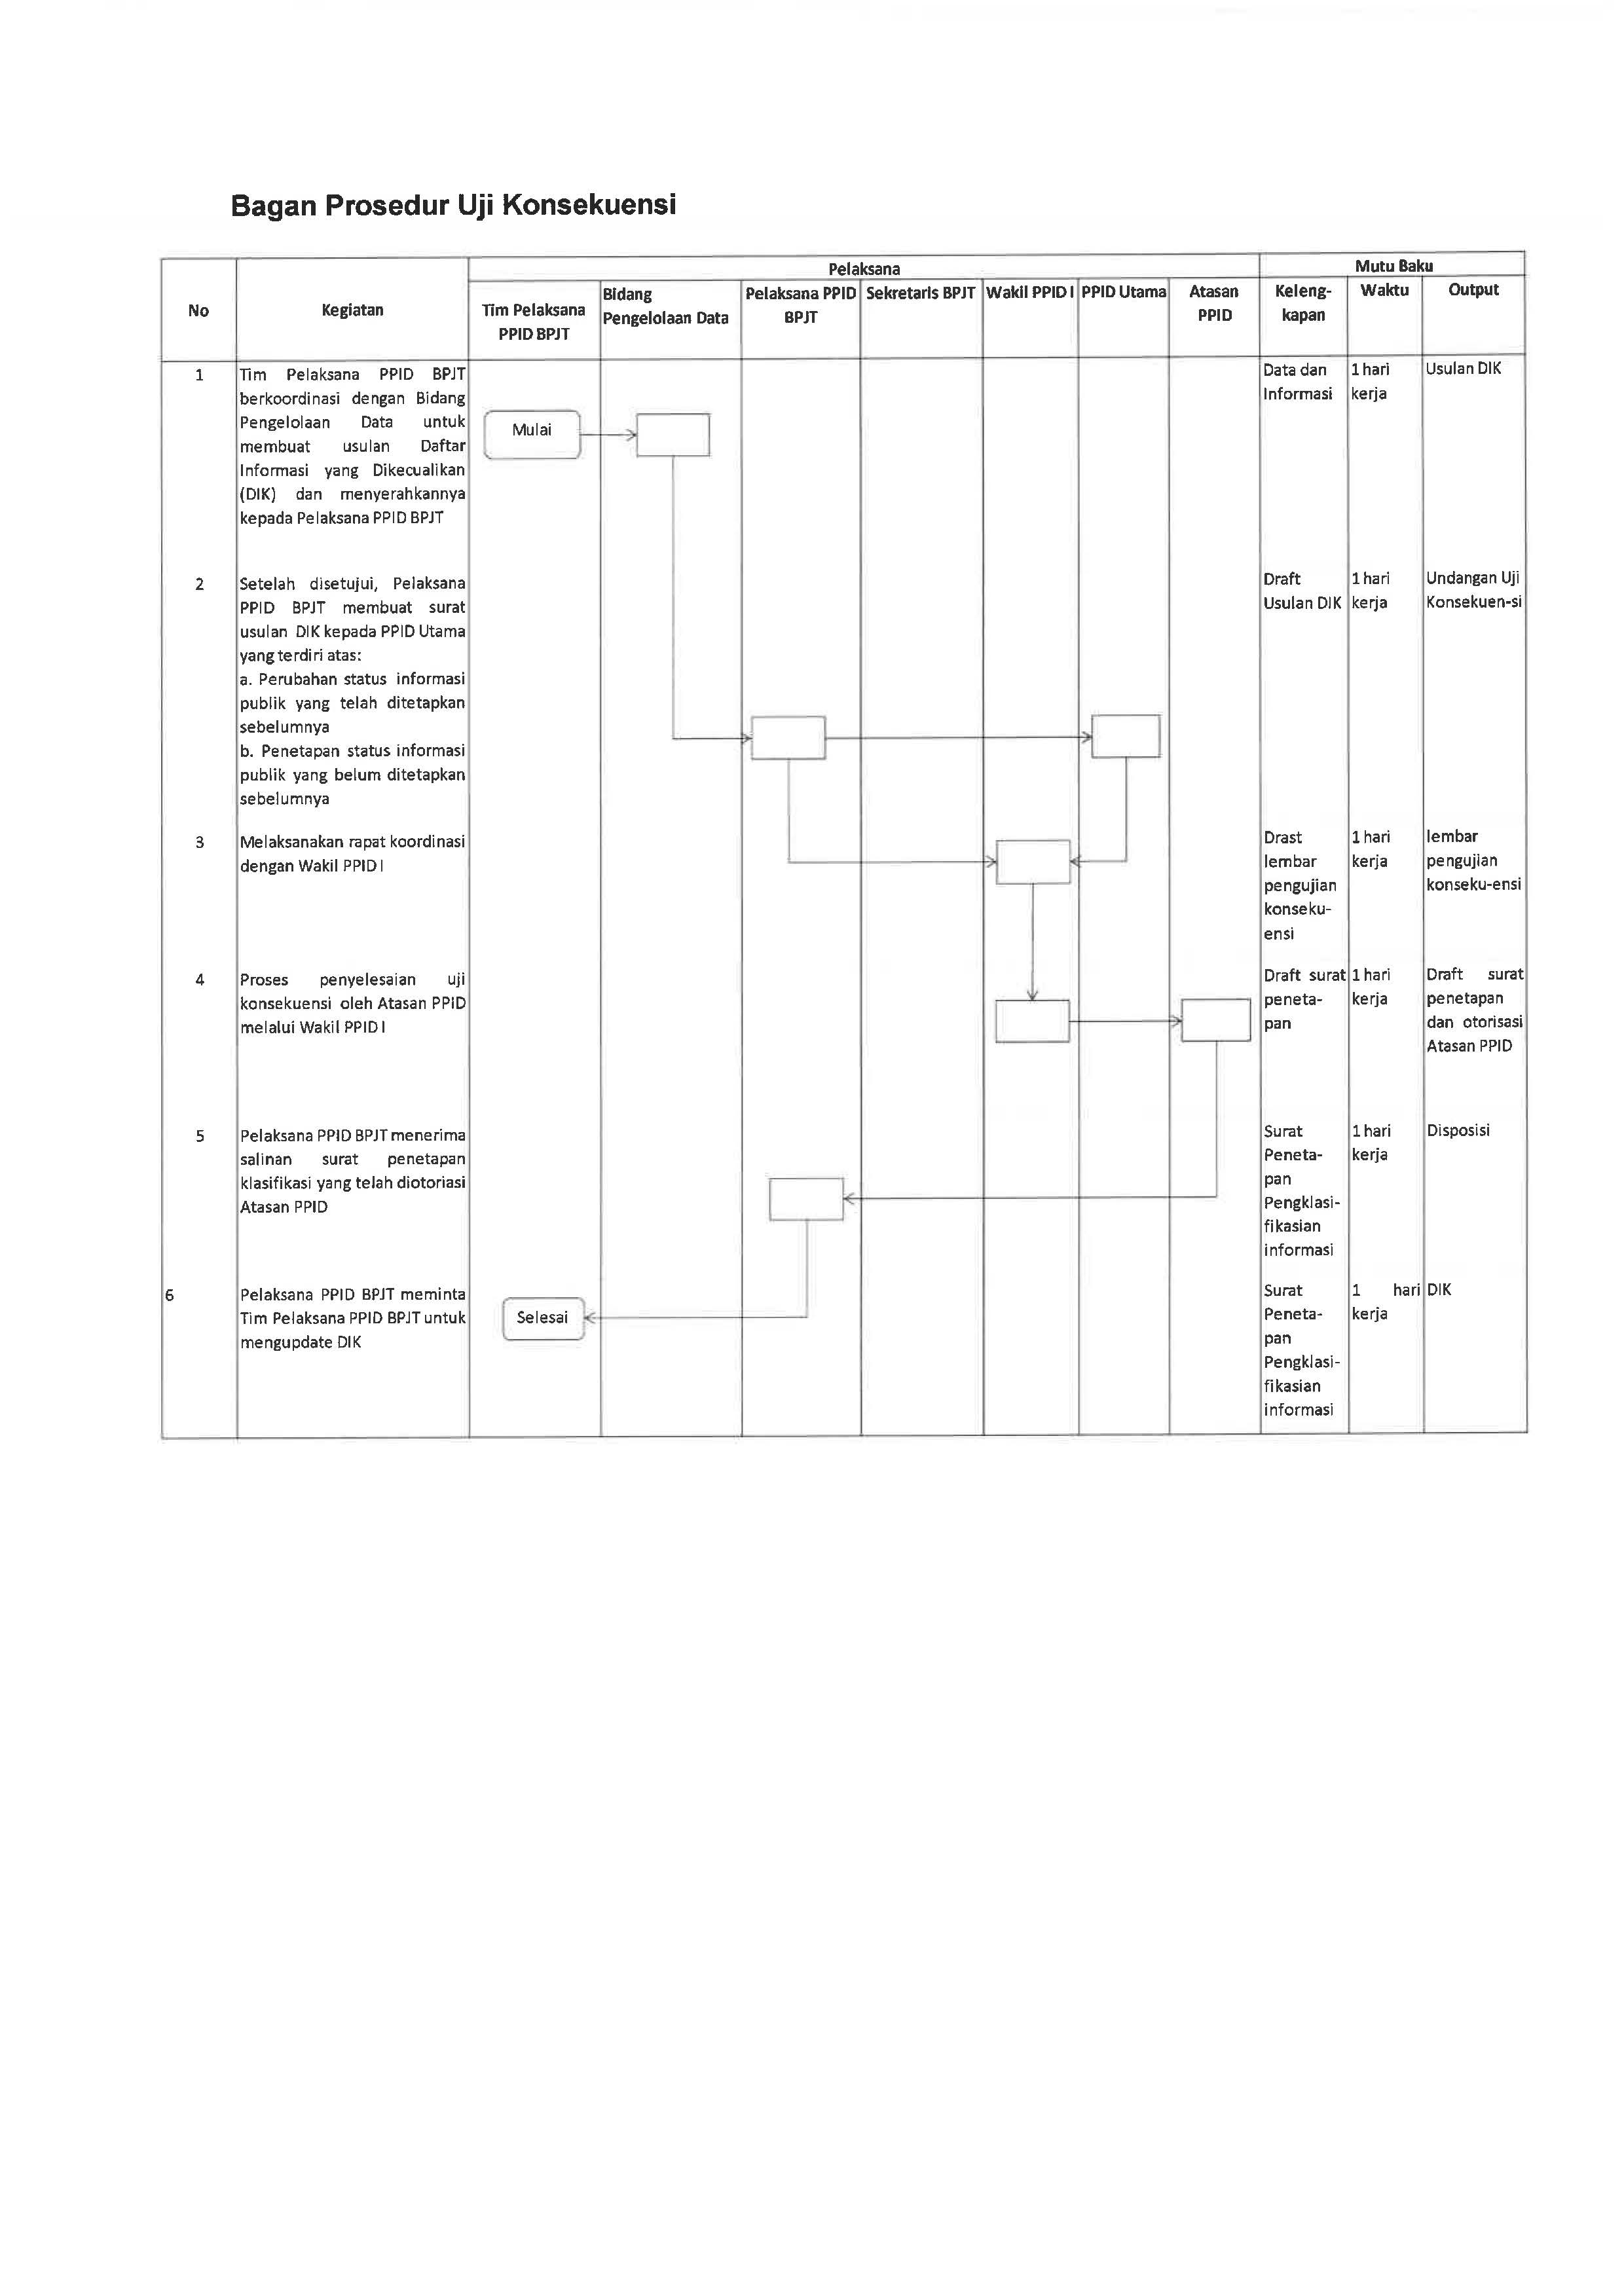 Bagan Prosedur Uji Konsekuensi
No
Kegiatan
Pelaksana
Mutu Baku
Tim Pelaksana
PPID BPJT
Bidang
Pengelolaan Data
Pelaksana PPID
BPJT
Sekretaris BPJT
Wakil PPID I
PPID Utama
Atasan
PPID
Keleng-
kapan
Waktu
Output
1
Tim Pelaksana PPID BPJT
berkoordinasi dengan Bidang
Pengelolaan Data untuk
membuat usulan Daftar
Informasi yang Dikecualikan
(DIK) dan menyerahkannya
kepada Pelaksana PPID BPJT
Mulai
Data dan
Informasi
1 hari
kerja
Usulan DIK
2
Setelah disetujui, Pelaksana
PPID BPJT membuat surat
usulan DIK kepada PPID Utama
yang terdiri atas:
a. Perubahan status informasi
publik yang telah ditetapkan
sebelumnya
b. Penetapan status informasi
publik yang belum ditetapkan
sebelumnya
Draft
Usulan DIK
1 hari
kerja
Undangan Uji
Konsekuen-si
3
Melaksanakan rapat koordinasi
dengan Wakil PPID I
Drast
lembar
pengujian
konseku-
ensi
1 hari
kerja
lembar
pengujian
konseku-ensi
4
Proses penyelesaian uji
konsekuensi oleh Atasan PPID
melalui Wakil PPID I
Draft surat
peneta-
pan
1 hari
kerja
Draft surat
penetapan
dan otorisasi
Atasan PPID
5
Pelaksana PPID BPJT menerima
salinan surat penetapan
klasifikasi yang telah diotoriasi
Atasan PPID
Surat
Peneta-
pan
Pengklasi-
fikasian
informasi
1 hari
kerja
Disposisi
6
Pelaksana PPID BPJT meminta
Tim Pelaksana PPID BPJT untuk
mengupdate DIK
Selesai
Surat
Peneta-
pan
Pengklasi-
fikasian
informasi
1 hari
kerja
DIK